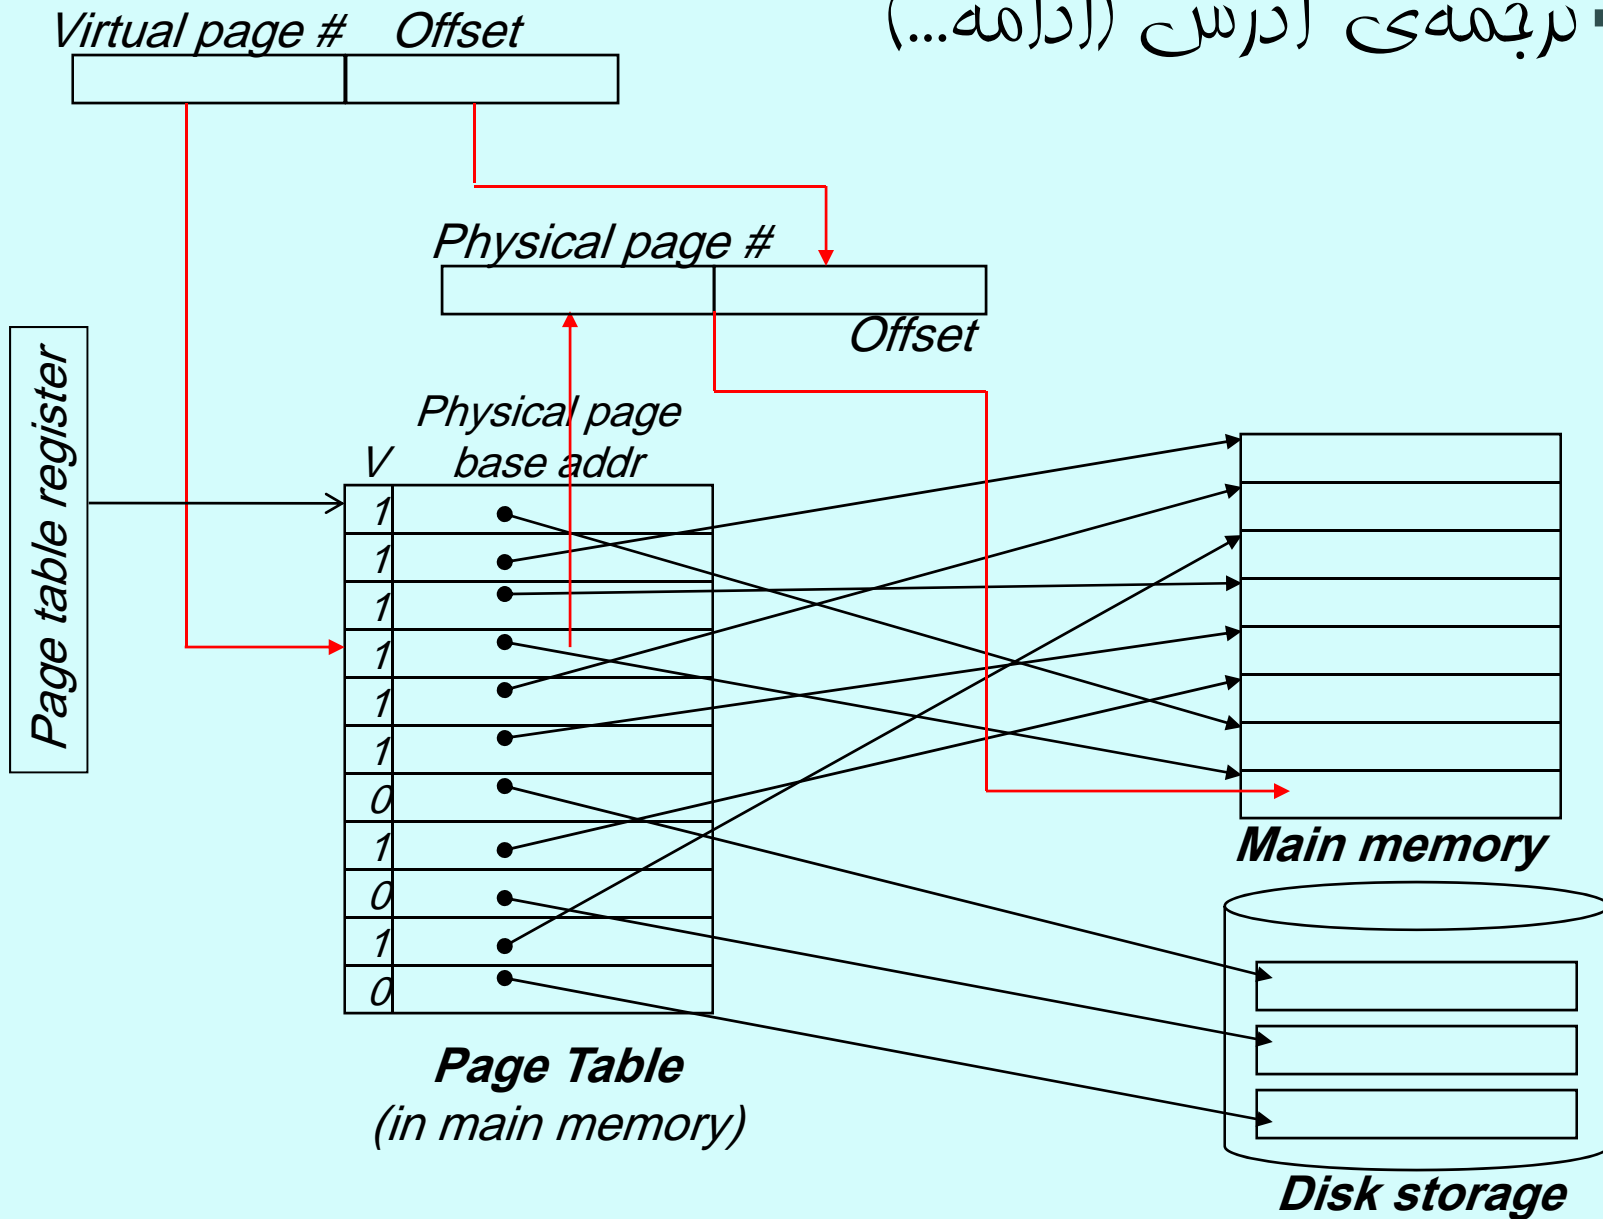 ترجمه‌ی آدرس (ادامه...)
Virtual page # Offset
Physical page #
Offset
Page table register
Physical page
V base addr
1
1
1
1
1
1
0
1
0
1
0
Main memory
Page Table
(in main memory)
Disk storage